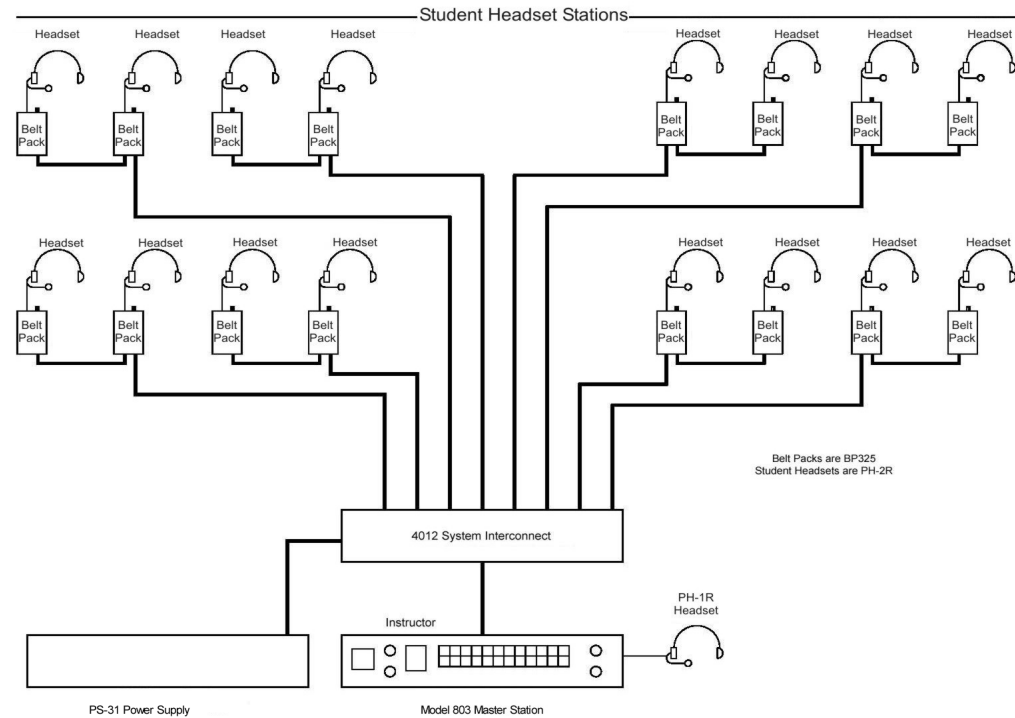 Student Headset Stations
Headset Headset Headset Headset Headset Headset Headset Headset
Belt Belt Belt Belt Belt Belt Belt Belt
Pack Pack Pack Pack Pack Pack Pack Pack
Headset Headset Headset Headset Headset Headset Headset Headset
Belt Belt Belt Belt Belt Belt Belt Belt
Pack Pack Pack Pack Pack Pack Pack Pack
Belt Packs are BP325
Student Headsets are PH-2R
4012 System Interconnect
PH-1R
Headset
Instructor
PS-31 Power Supply
Model 803 Master Station